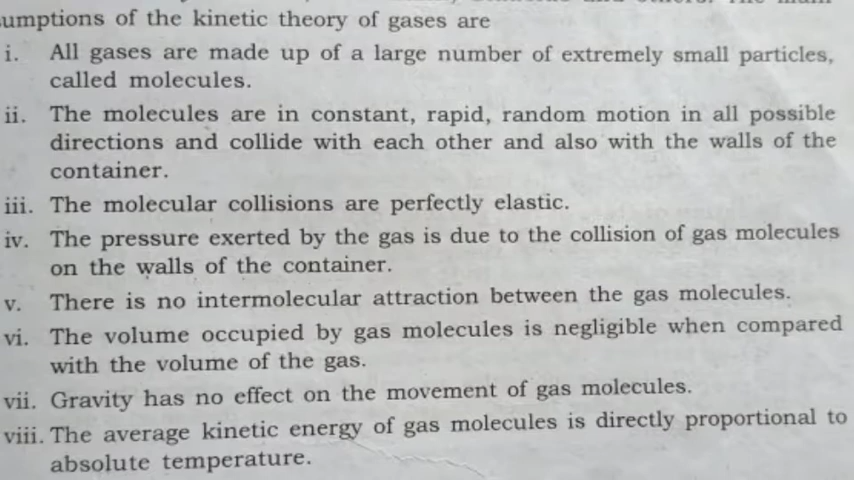 umptions of the kinetic theory of gases are
i. All gases are made up of a large number of extremely small particles,
called molecules.
ii. The molecules are in constant, rapid, random motion in all possible
directions and collide with each other and also with the walls of the
container.
iii. The molecular collisions are perfectly elastic.
iv. The pressure exerted by the gas is due to the collision of gas molecules
on the walls of the container.
v. There is no intermolecular attraction between the gas molecules.
vi. The volume occupied by gas molecules is negligible when compared
with the volume of the gas.
vii. Gravity has no effect on the movement of gas molecules.
viii. The average kinetic energy of gas molecules is directly proportional to
absolute temperature.